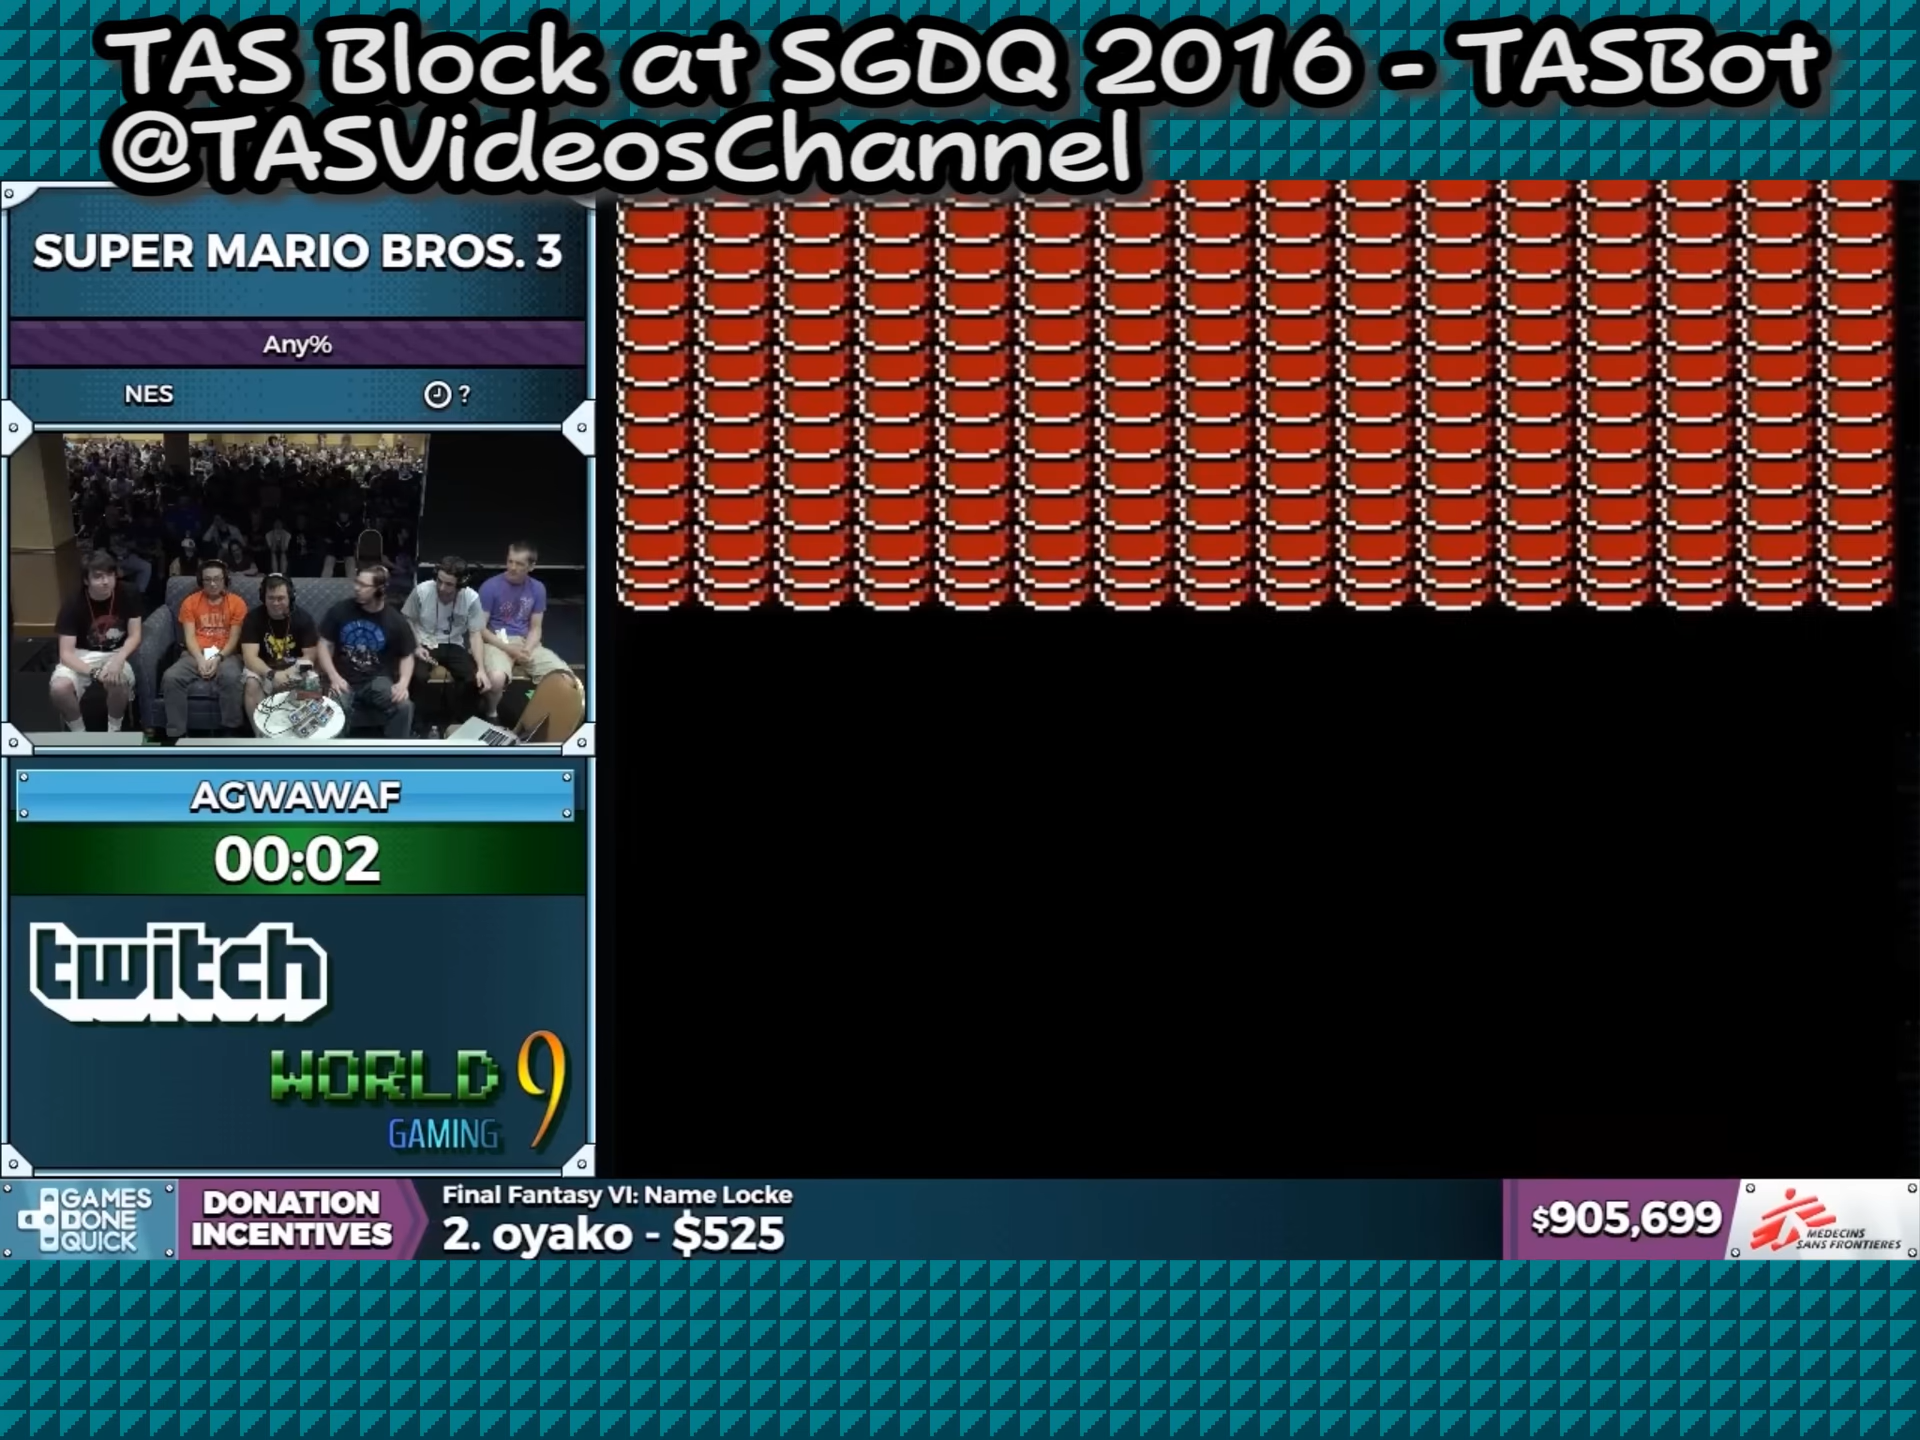 TAS Block at SGDQ 2016 - TASBot
@TASVideosChannel
SUPER MARIO BROS. 3
Any%
NES
?
AGWAWAF
00:02
twitch
WORLD 9
GAMING
GAMES
DONE
QUICK
DONATION
INCENTIVES
Final Fantasy VI: Name Locke
2. oyako - $525
$905,699
MEDECINS
SANS FRONTIERES